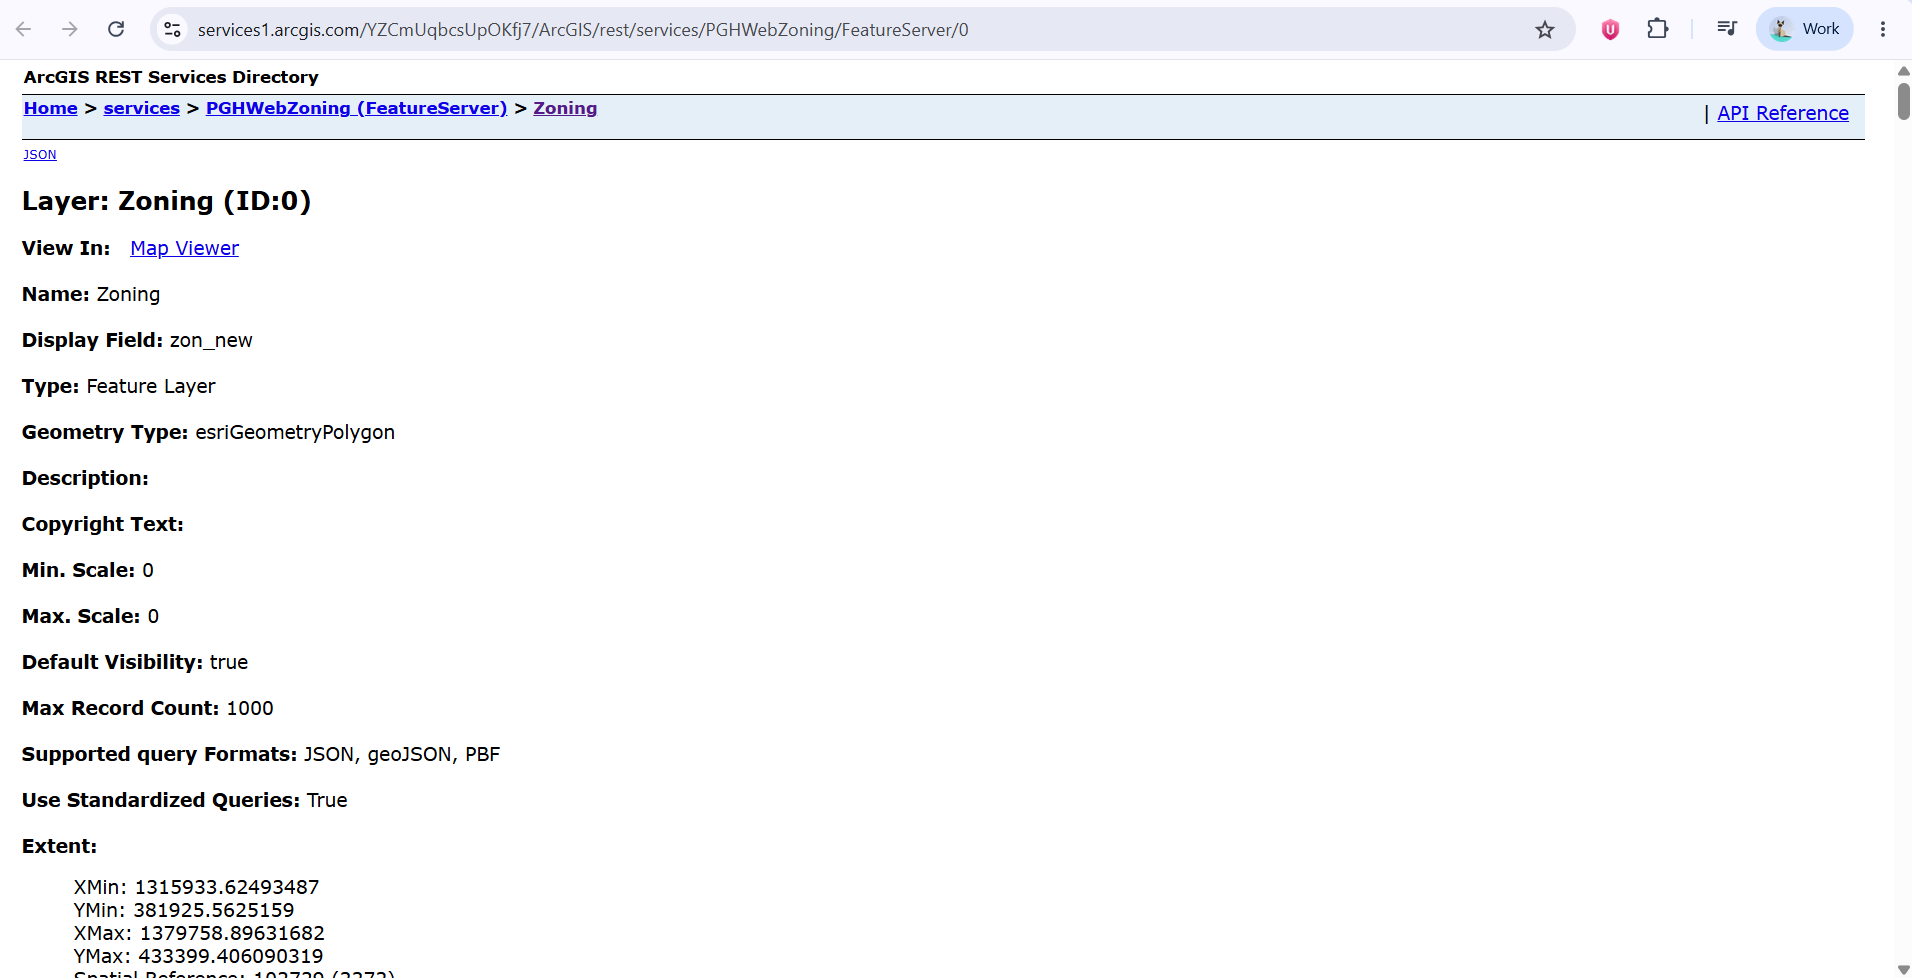 services1.arcgis.com/YZCmUqbcsUpOKfj7/ArcGIS/rest/services/PGHWebZoning/FeatureServer/0
Work
ArcGIS REST Services Directory
Home > services > PGHWebZoning (FeatureServer) > Zoning
| API Reference
JSON
Layer: Zoning (ID:0)
View In: Map Viewer
Name: Zoning
Display Field: zon_new
Type: Feature Layer
Geometry Type: esriGeometryPolygon
Description:
Copyright Text:
Min. Scale: 0
Max. Scale: 0
Default Visibility: true
Max Record Count: 1000
Supported query Formats: JSON, geoJSON, PBF
Use Standardized Queries: True
Extent:
XMin: 1315933.62493487
YMin: 381925.5625159
XMax: 1379758.89631682
YMax: 433399.406090319
Spatial Reference: 102729 (2272)